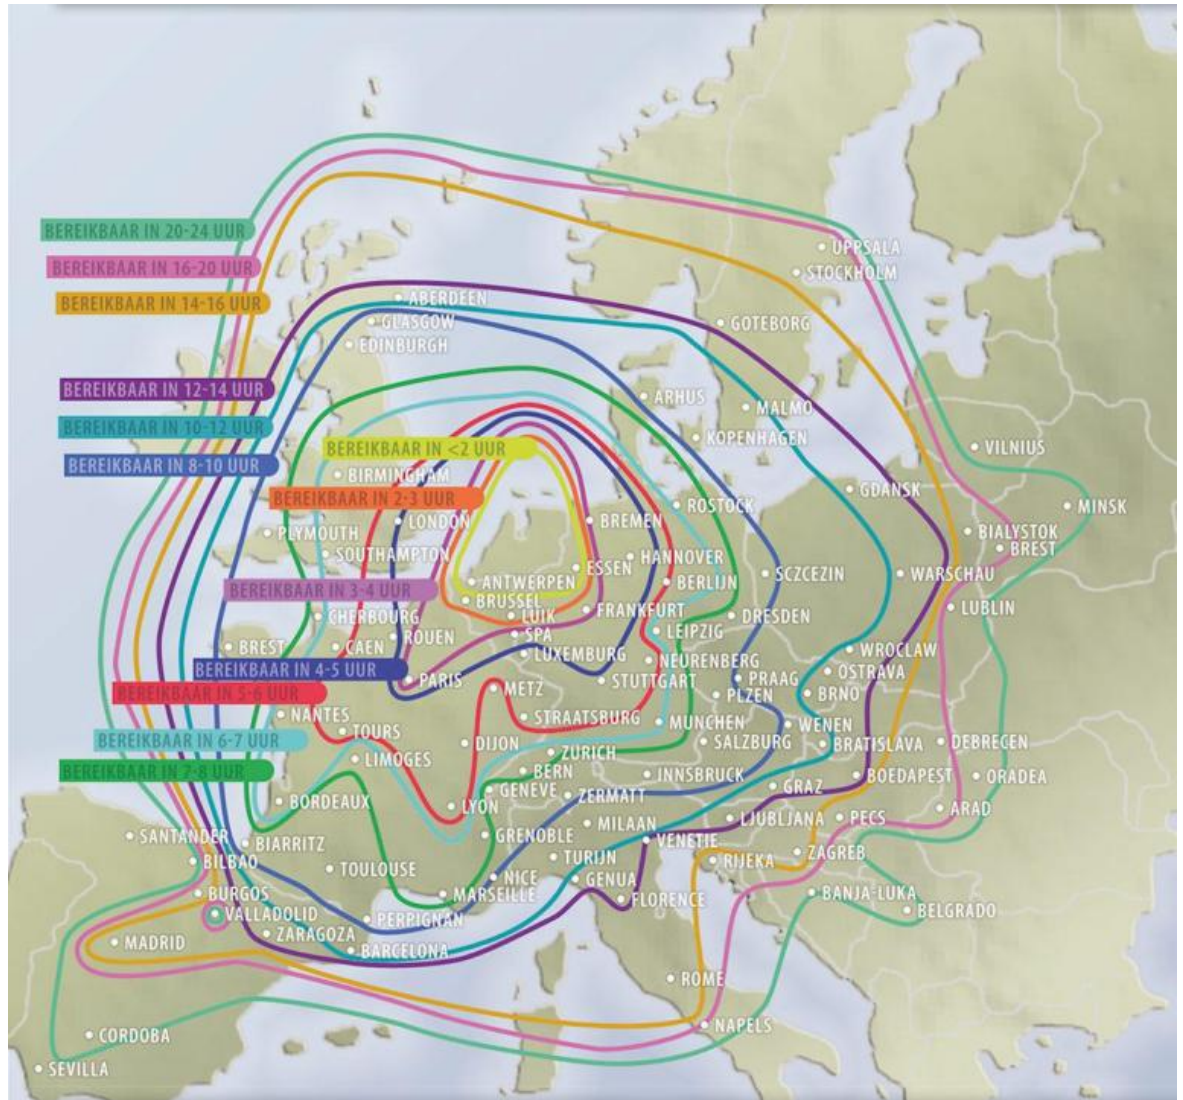 BEREIKBAAR IN 20-24 UUR
UPPSALA
BEREIKBAAR IN 16-20 UUR
STOCKHOLM
BEREIKBAAR IN 14-16 UUR
ABERDEEN
GLASGOW
GOTEBORG
EDINBURGH
BEREIKBAAR IN 12-14 UUR
ARHUS
MALMO
BEREIKBAAR IN 10-12 UUR
KOPENHAGEN
BEREIKBAAR IN <2 UUR
VILNIUS
BEREIKBAAR IN 8-10 UUR
BIRMINGHAM
GDANSK
BEREIKBAAR IN 2-3 UUR
ROSTOCK
MINSK
LONDON
BREMEN
PLYMOUTH
BIALYSTOK
BREST
SOUTHAMPTON
HANNOVER
ESSEN
SCZCEZIN
WARSCHAU
ANTWERPEN
BERLIJN
BEREIKBAAR IN 3-4 UUR
BRUSSEL
LUBLIN
CHERBOURG
LUIK
FRANKFURT
DRESDEN
ROUEN
SPA
LEIPZIG
BREST
CAEN
LUXEMBURG
WROCLAW
NEURENBERG
BEREIKBAAR IN 4-5 UUR
OSTRAVA
PARIS
STUTTGART
PRAAG
METZ
PLZEN
BRNO
BEREIKBAAR IN 5-6 UUR
NANTES
STRAATSBURG
MUNCHEN
WENEN
TOURS
BEREIKBAAR IN 6-7 UUR
DIJON
SALZBURG
BRATISLAVA
DEBRECEN
ZURICH
LIMOGES
BEREIKBAAR IN 7-8 UUR
BERN
INNSBRUCK
BOEDAPEST
ORADEA
GENEVE
GRAZ
BORDEAUX
ZERMATT
LYON
ARAD
SANTANDER
GRENOBLE
MILAAN
LJUBLJANA
PECS
BIARRITZ
VENETIE
BILBAO
TURIJN
RIJEKA
ZAGREB
TOULOUSE
NICE
GENUA
BURGOS
MARSEILLE
FLORENCE
BANJA-LUKA
VALLADOLID
PERPIGNAN
BELGRADO
ZARAGOZA
MADRID
BARCELONA
ROME
NAPELS
CORDOBA
SEVILLA